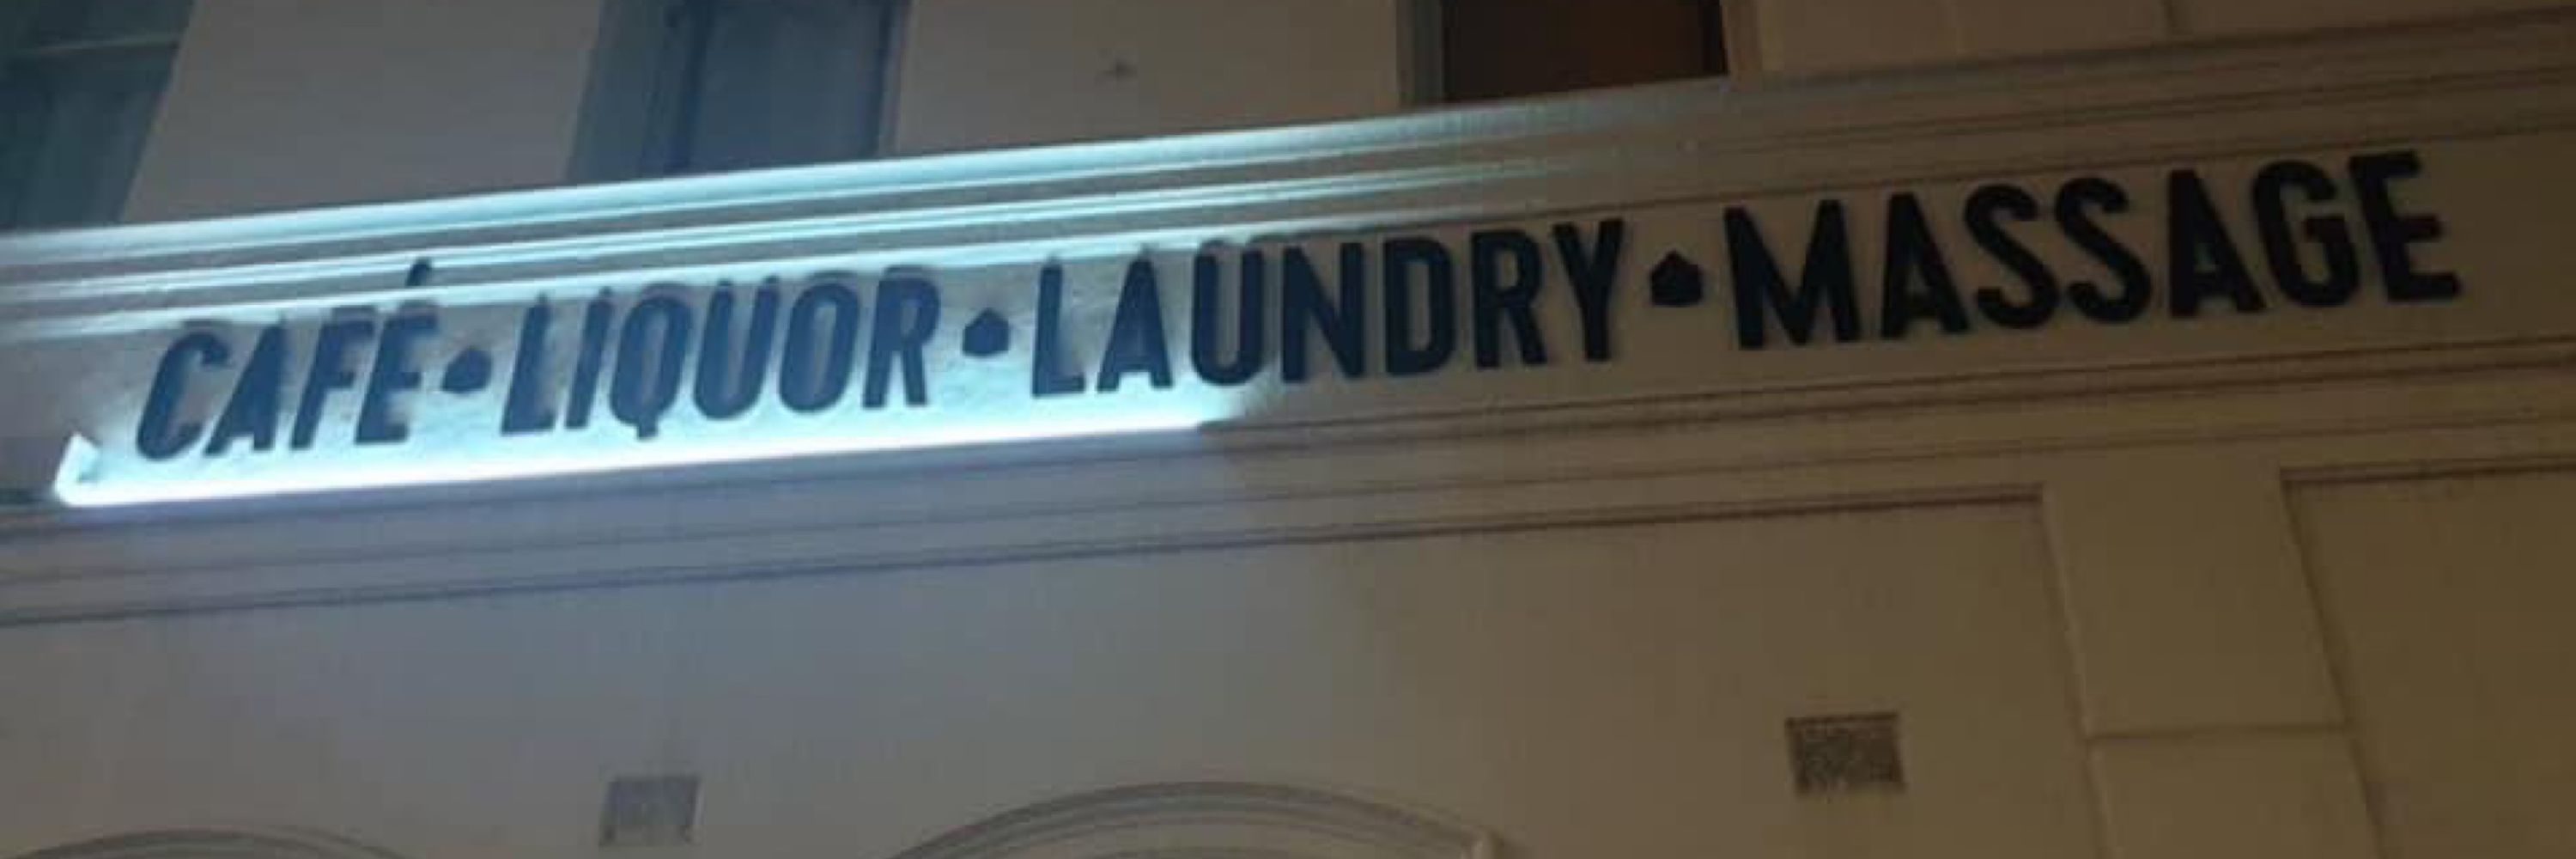 CAFÉ • LIQUOR • LAUNDRY • MASSAGE